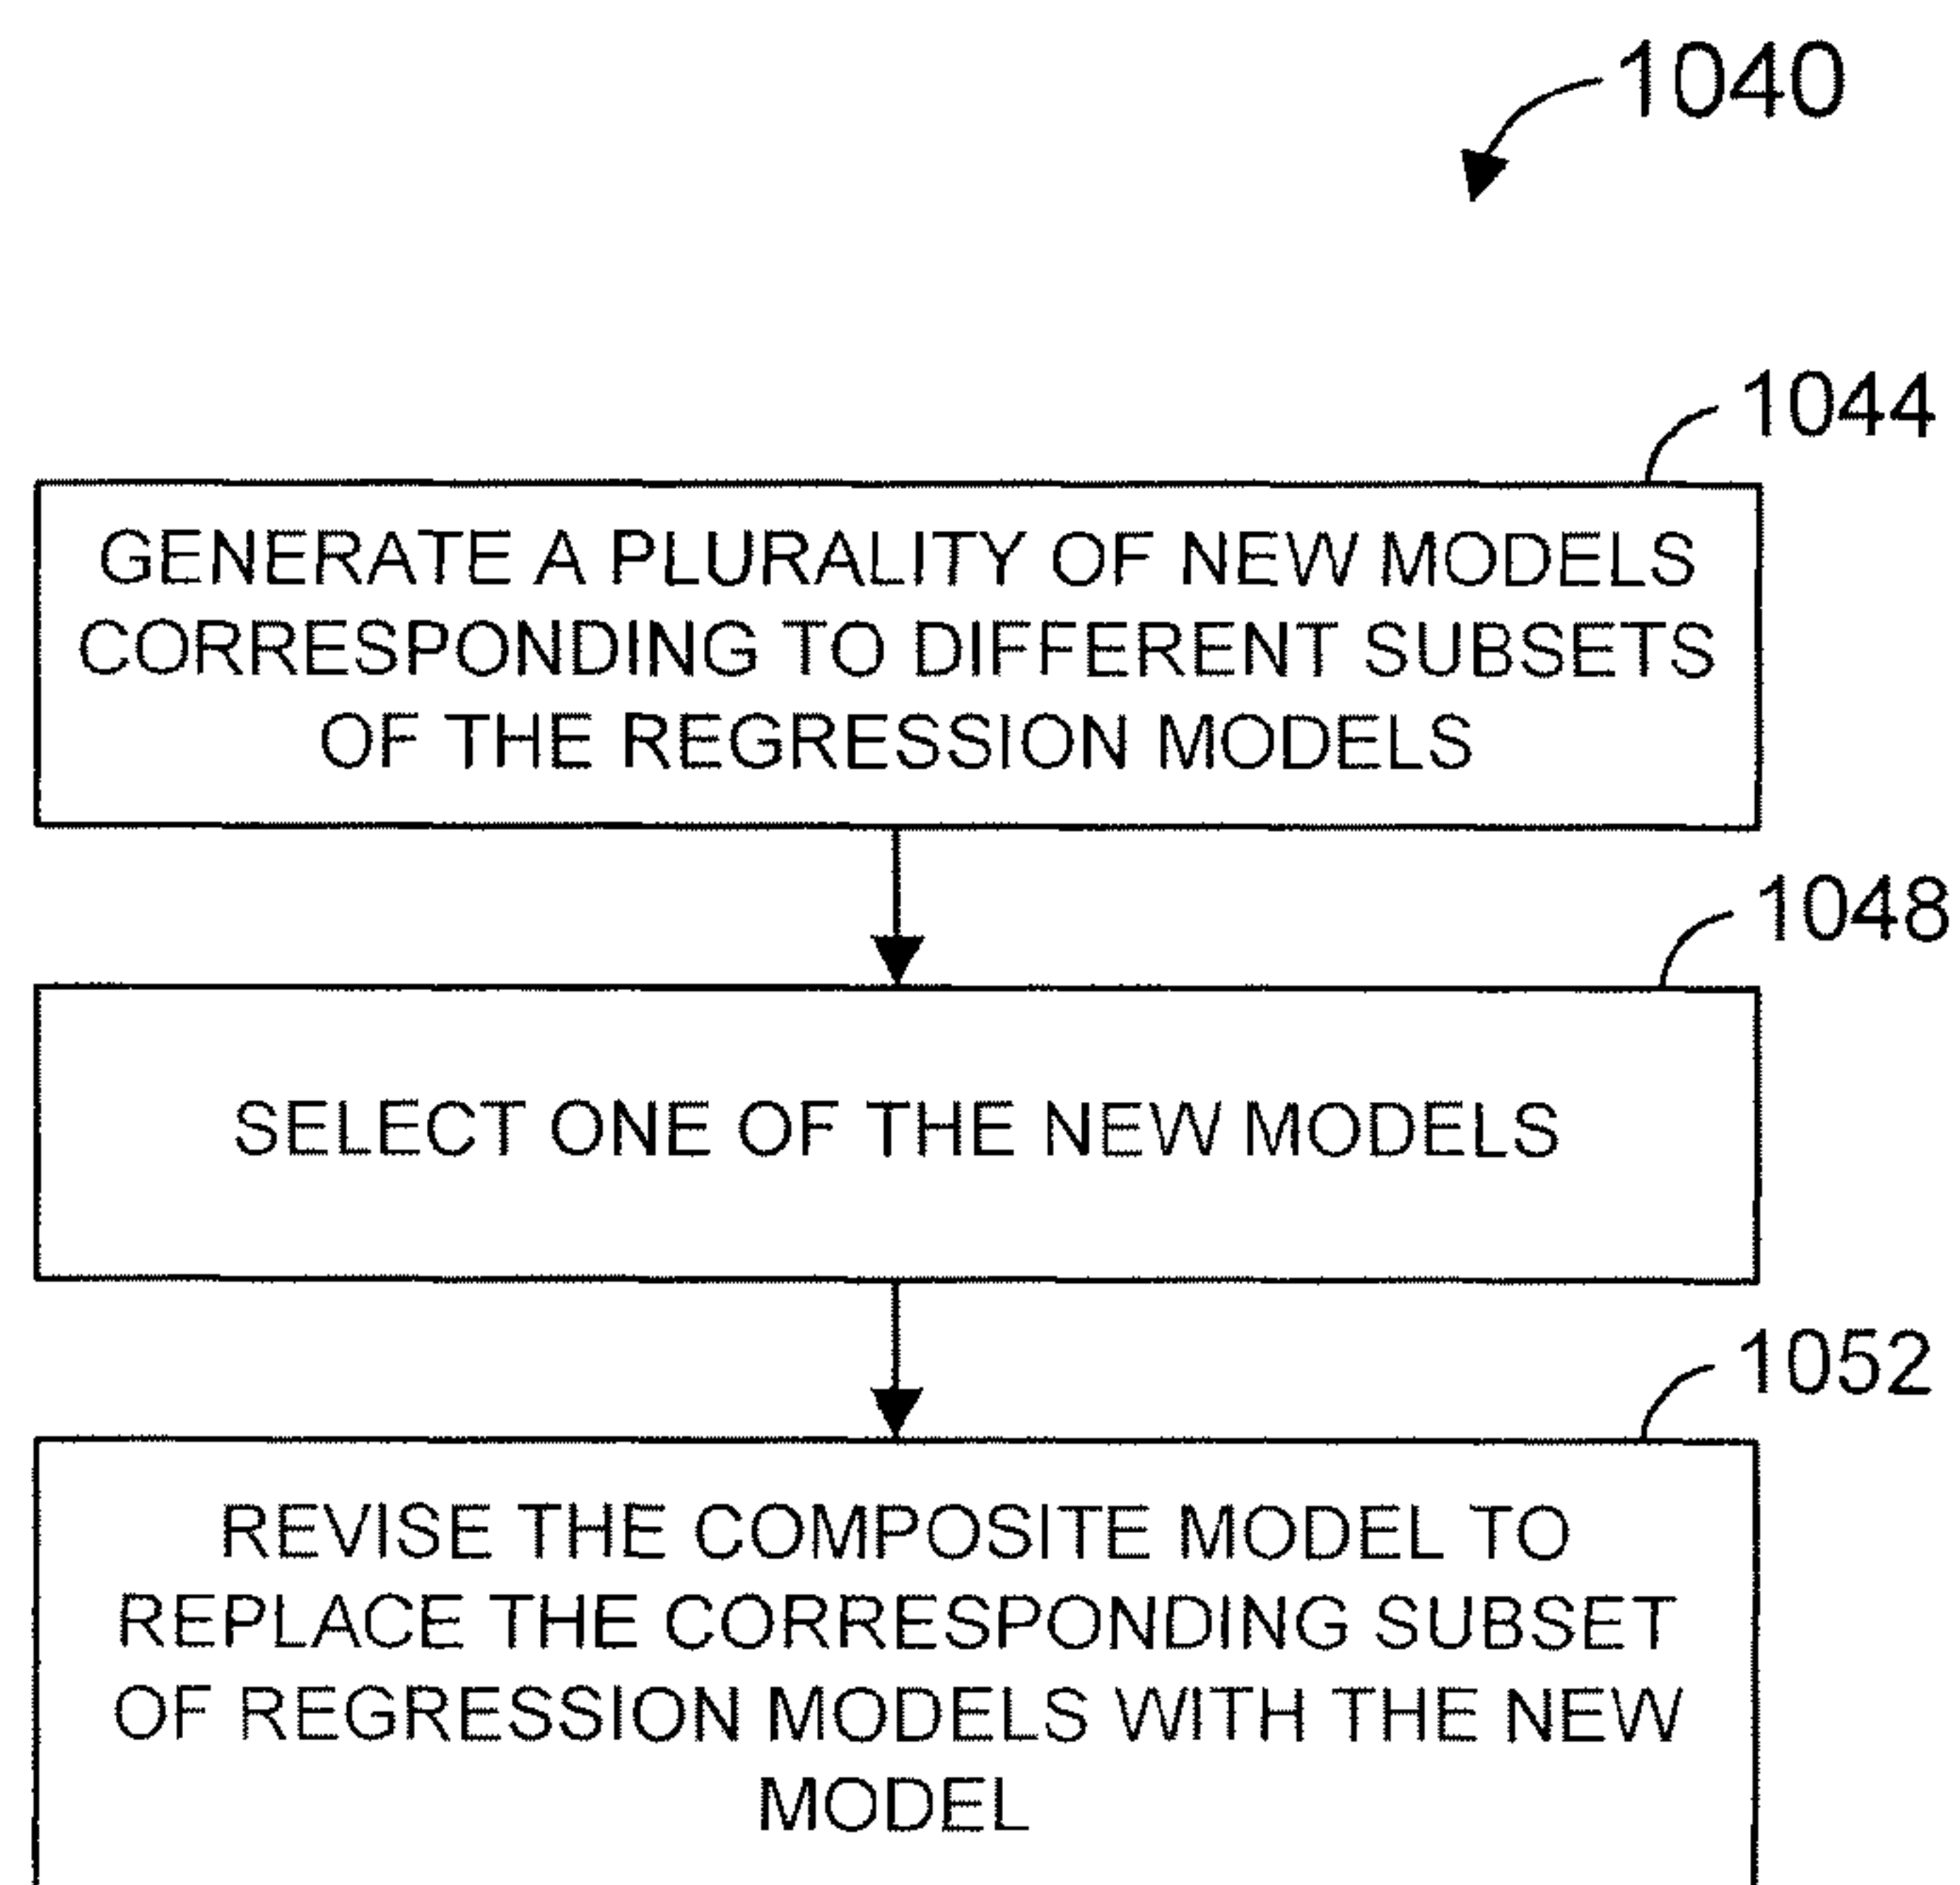 1040
1044
GENERATE A PLURALITY OF NEW MODELS
CORRESPONDING TO DIFFERENT SUBSETS
OF THE REGRESSION MODELS
1048
SELECT ONE OF THE NEW MODELS
1052
REVISE THE COMPOSITE MODEL TO
REPLACE THE CORRESPONDING SUBSET
OF REGRESSION MODELS WITH THE NEW
MODEL